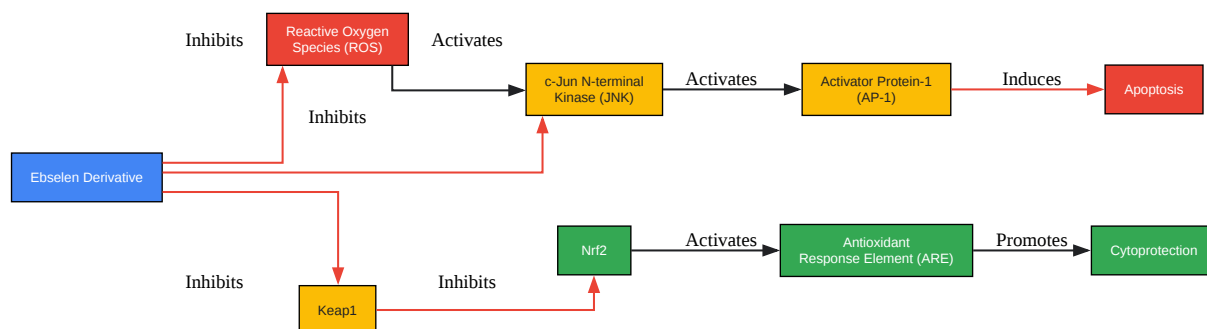 Inhibits
Reactive Oxygen
Species (ROS)
Activates
c-Jun N-terminal
Kinase (JNK)
Activates
Activator Protein-1
(AP-1)
Induces
Apoptosis
Inhibits
Ebselen Derivative
Nrf2
Activates
Antioxidant
Response Element (ARE)
Promotes
Cytoprotection
Inhibits
Keap1
Inhibits